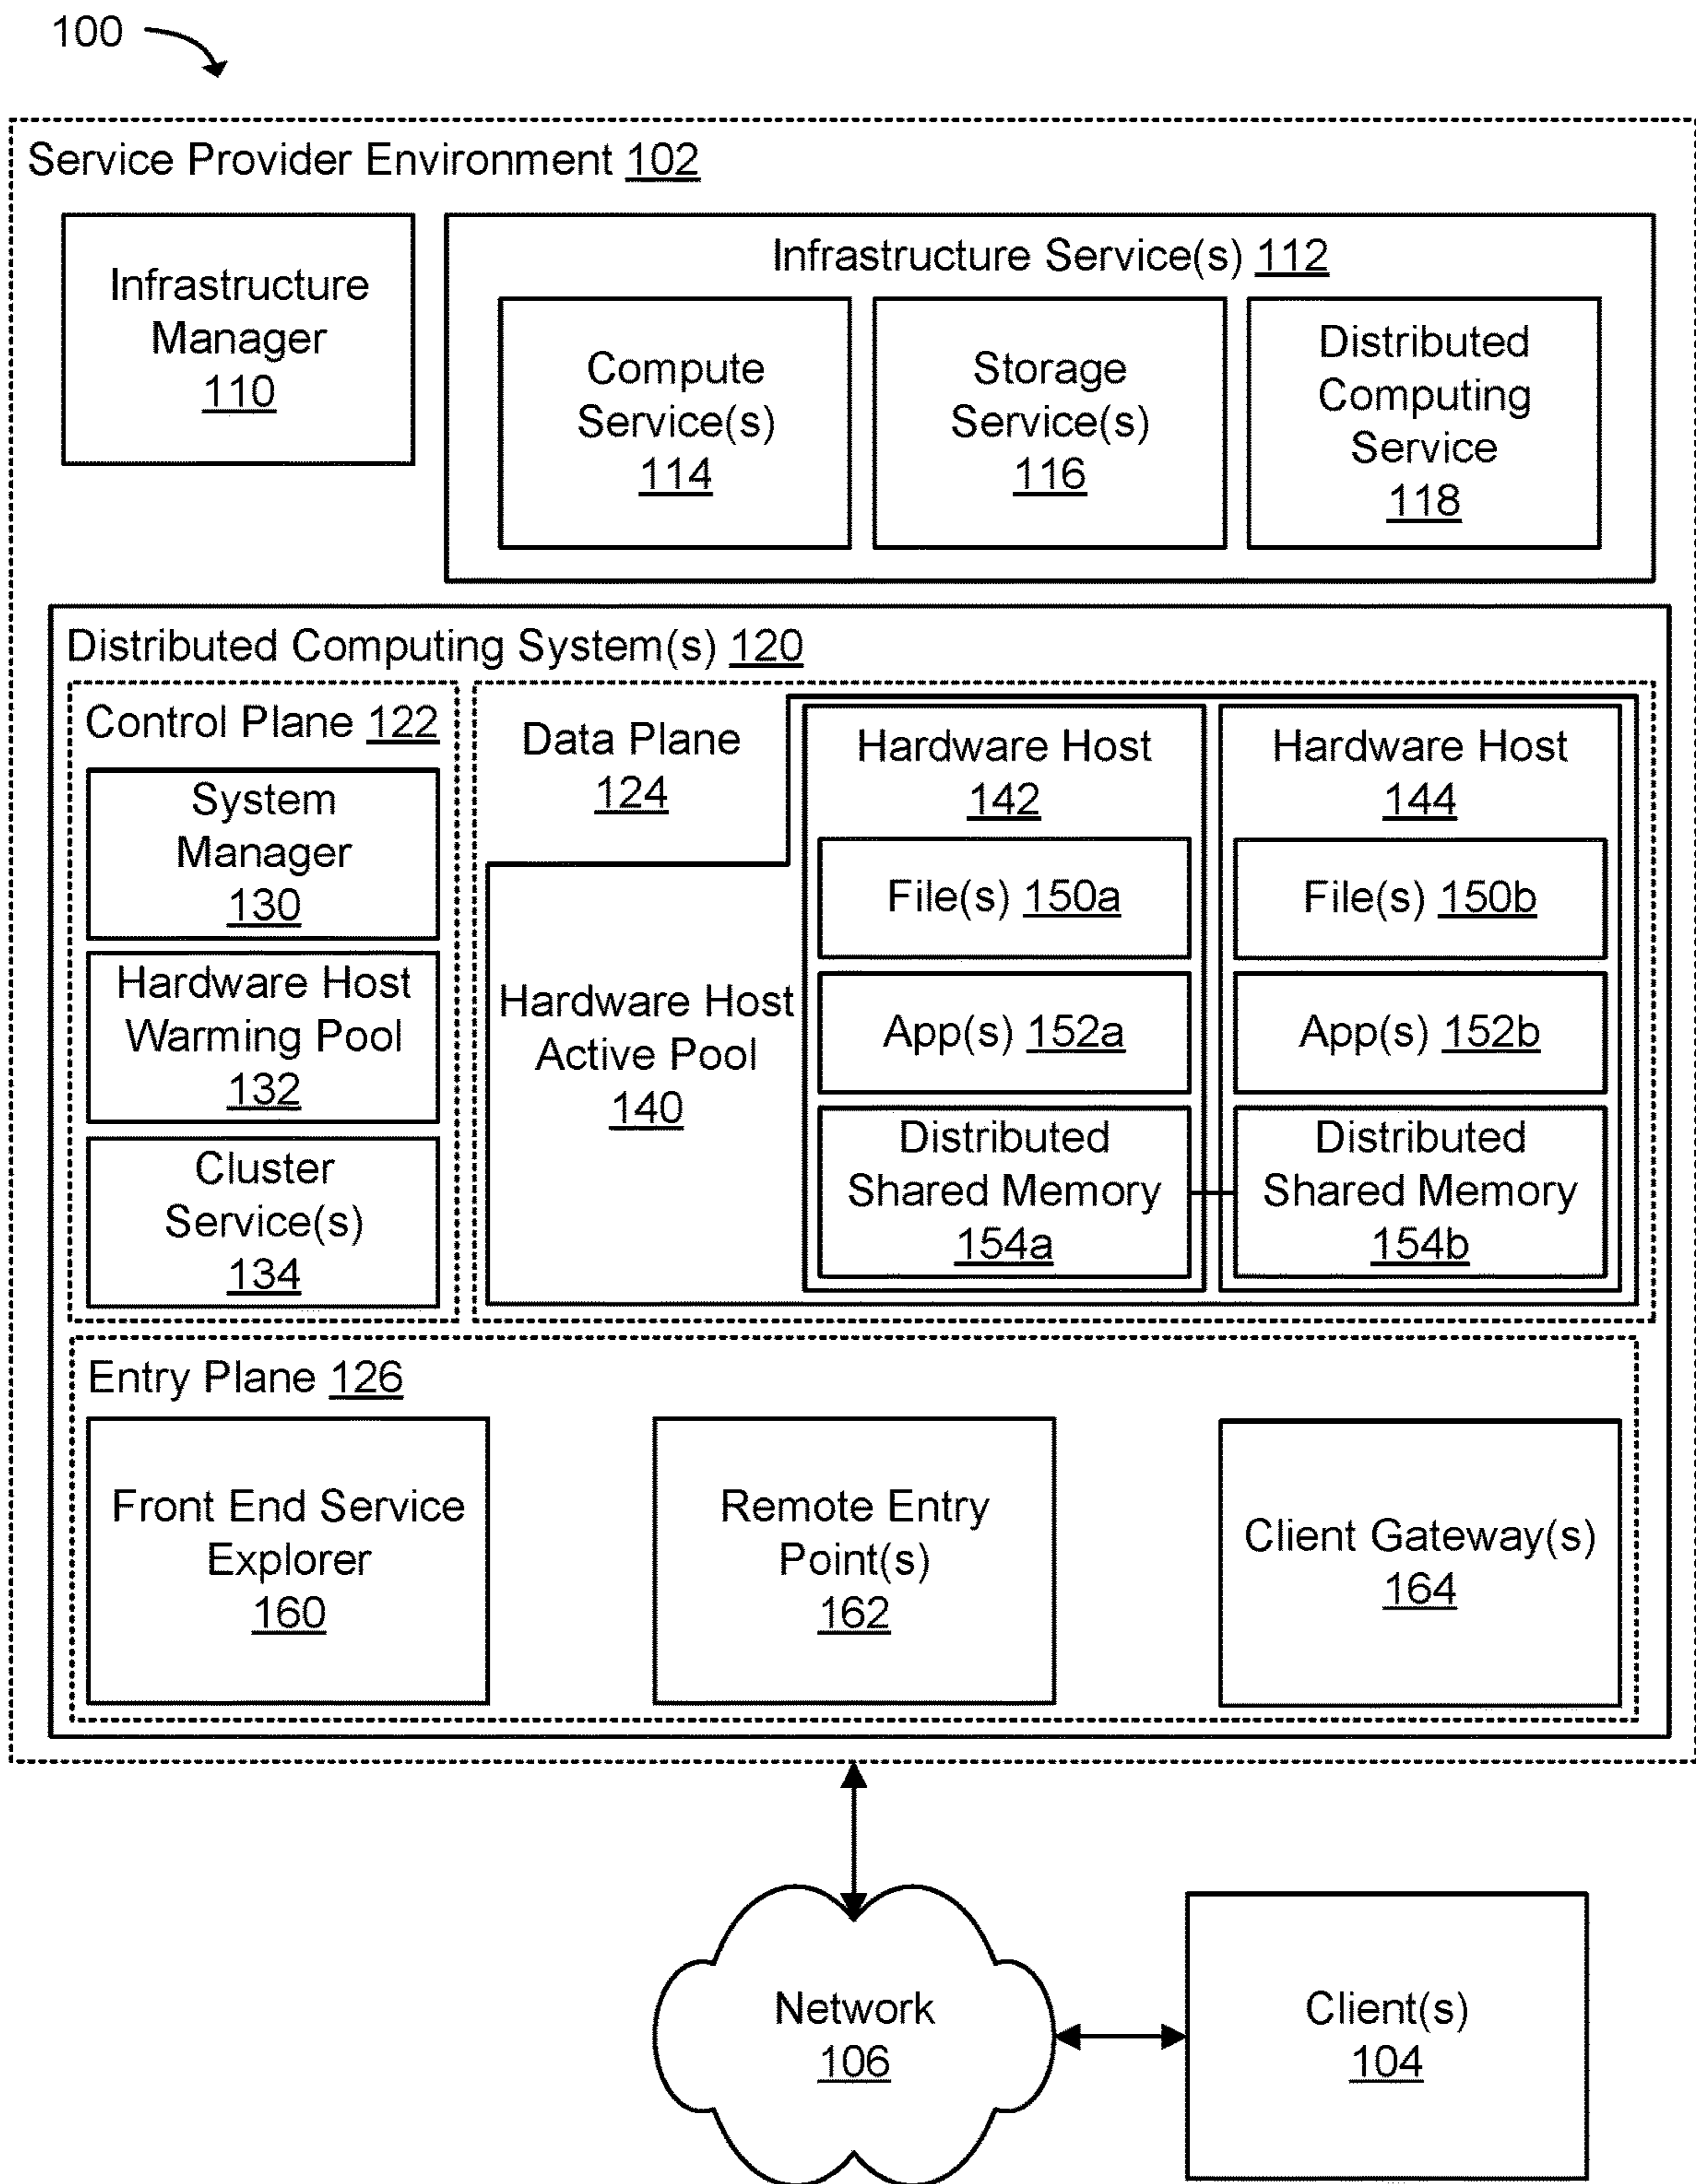 100
Service Provider Environment 102
Infrastructure
Manager
110
Infrastructure Service(s) 112
Compute
Service(s)
114
Storage
Service(s)
116
Distributed
Computing
Service
118
Distributed Computing System(s) 120
Control Plane 122
System
Manager
130
Hardware Host
Warming Pool
132
Cluster
Service(s)
134
Data Plane
124
Hardware Host
Active Pool
140
Hardware Host
142
File(s) 150a
App(s) 152a
Distributed
Shared Memory
154a
Hardware Host
144
File(s) 150b
App(s) 152b
Distributed
Shared Memory
154b
Entry Plane 126
Front End Service
Explorer
160
Remote Entry
Point(s)
162
Client Gateway(s)
164
Network
106
Client(s)
104